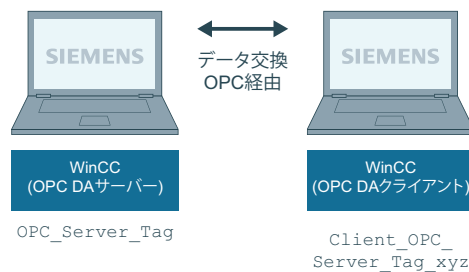 SIEMENS
データ交換
OPC経由
SIEMENS
WinCC
(OPC DAサーバー)
WinCC
(OPC DAクライアント)
OPC_Server_Tag
Client_OPC_
Server_Tag_xyz